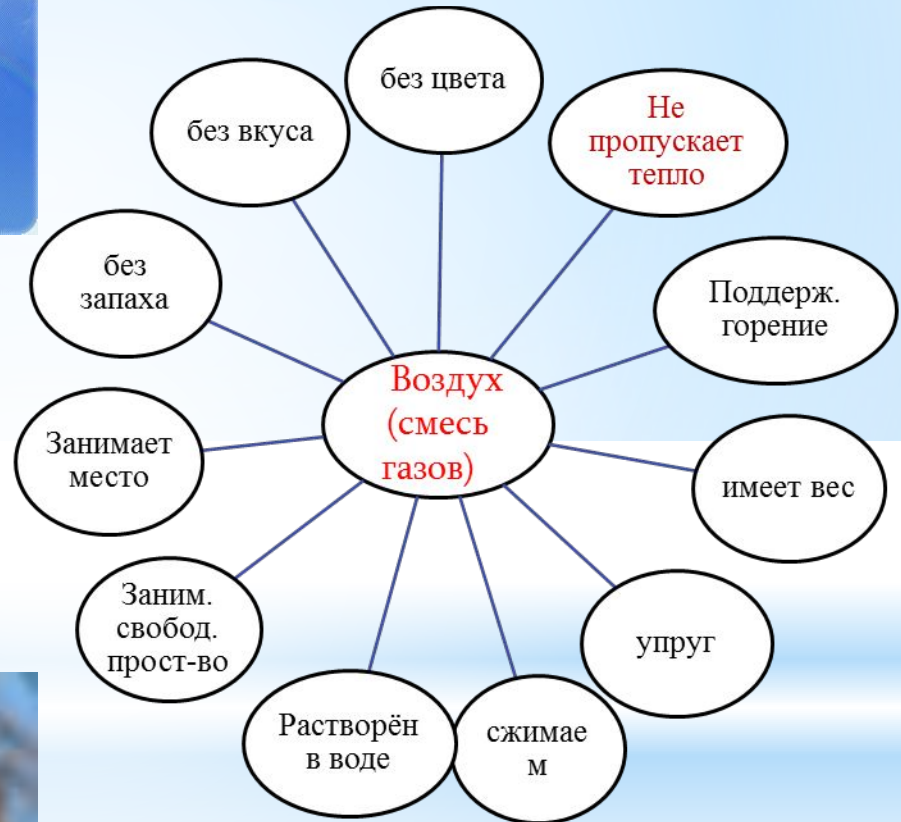 без цвета
без вкуса
Не
пропускает
тепло
без
запаха
Поддерж.
горение
Воздух
(смесь
газов)
Занимает
место
имеет вес
Заним.
свобод.
прост-во
упруг
Растворён
в воде
сжимае
м